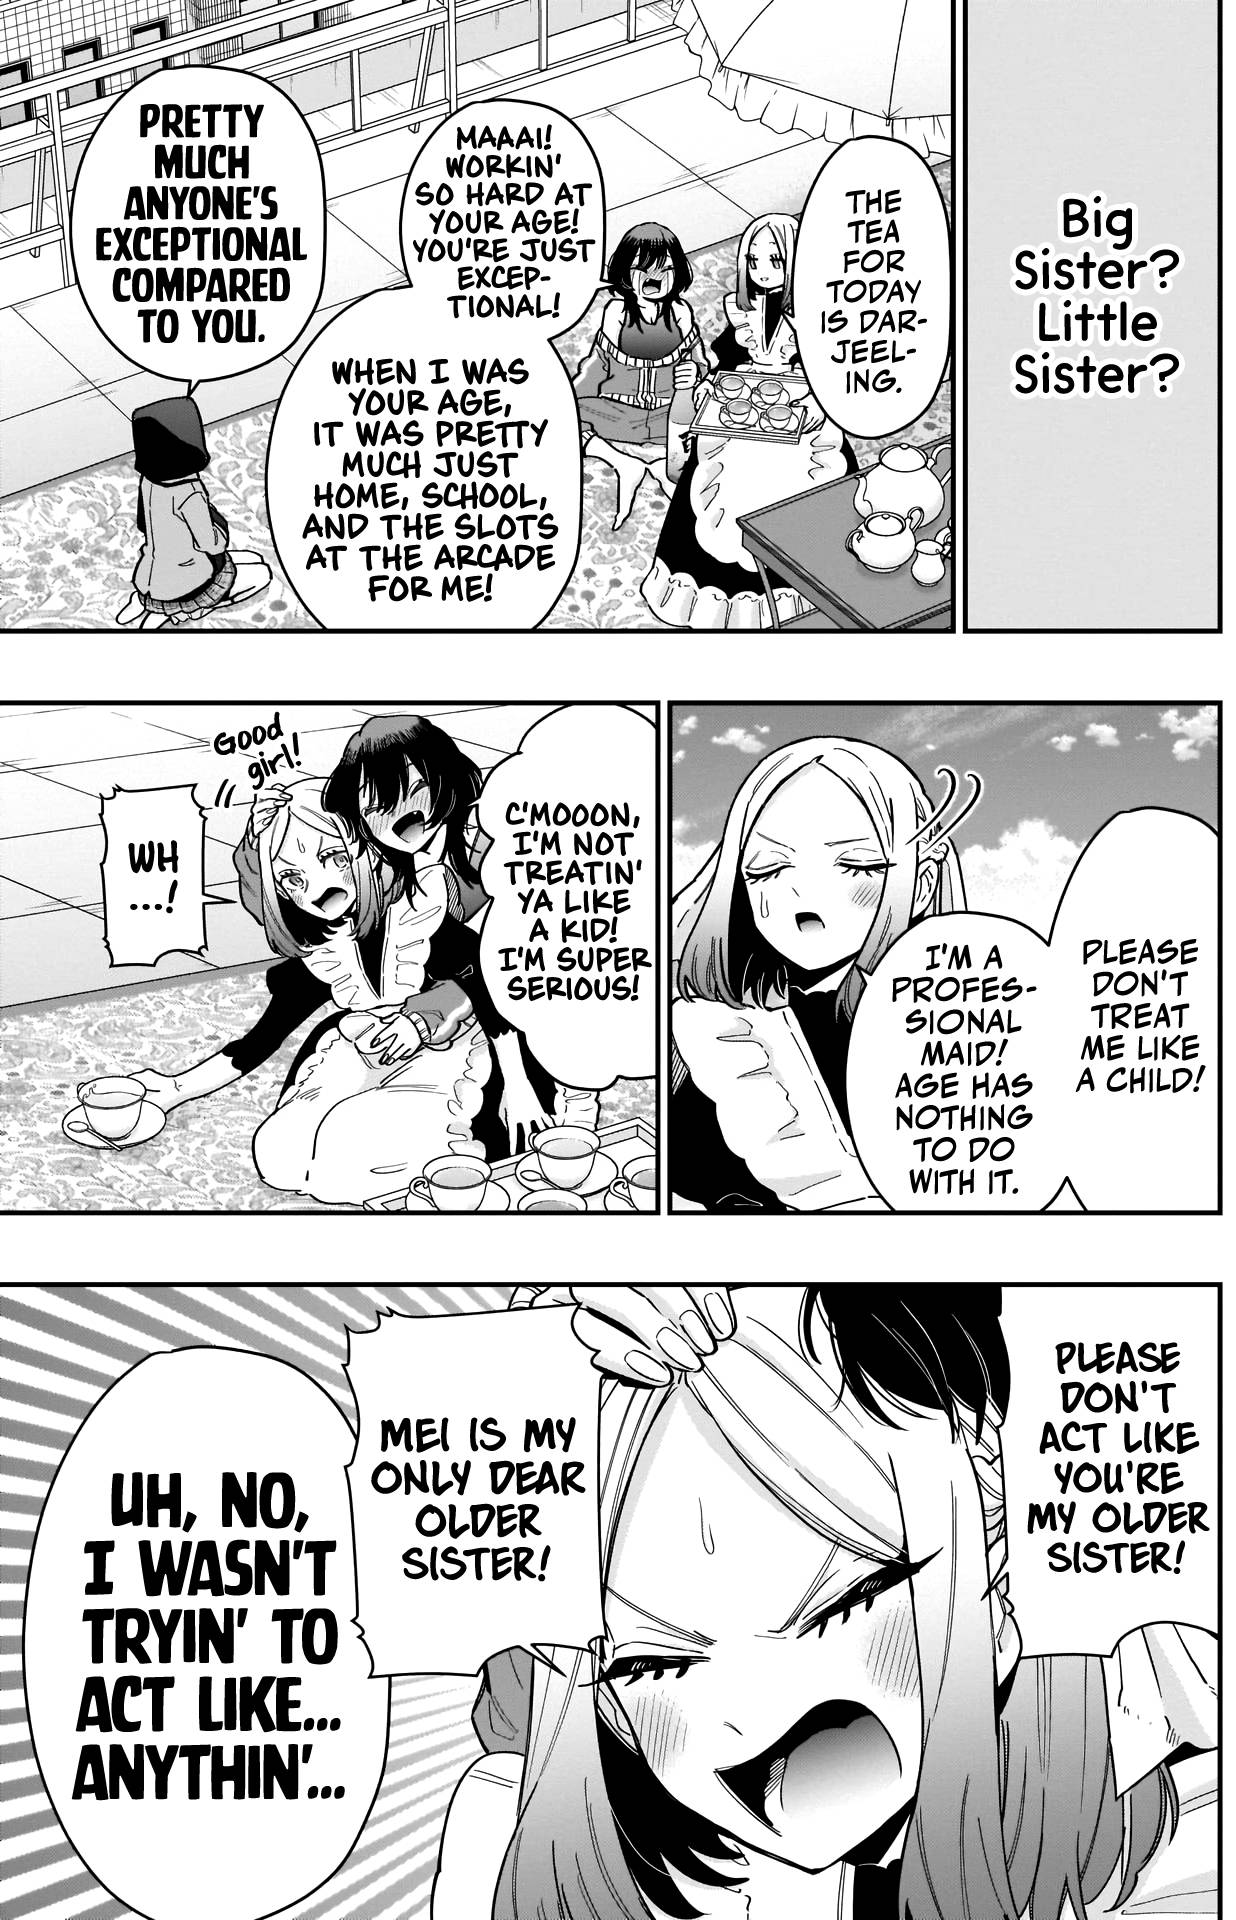 Big
Sister?
Little
Sister?
THE
TEA
FOR
TODAY
IS DAR-
JEEL-
ING.
MAAAI!
WORKIN'
SO HARD AT
YOUR AGE!
YOU'RE JUST
EXCEP-
TIONAL!
WHEN I WAS
YOUR AGE,
IT WAS PRETTY
MUCH JUST
HOME, SCHOOL,
AND THE SLOTS
AT THE ARCADE
FOR ME!
PRETTY
MUCH
ANYONE'S
EXCEPTIONAL
COMPARED
TO YOU.
PLEASE
DON'T
TREAT
ME LIKE
A CHILD!
I'M A
PROFES-
SIONAL
MAID!
AGE HAS
NOTHING
TO DO
WITH IT.
C'MOOON,
I'M NOT
TREATIN'
YA LIKE
A KID!
I'M SUPER
SERIOUS!
Good
girl!
WH
...!
PLEASE
DON'T
ACT LIKE
YOU'RE
MY OLDER
SISTER!
MEI IS MY
ONLY DEAR
OLDER
SISTER!
UH, NO,
I WASN'T
TRYIN' TO
ACT LIKE...
ANYTHIN'...